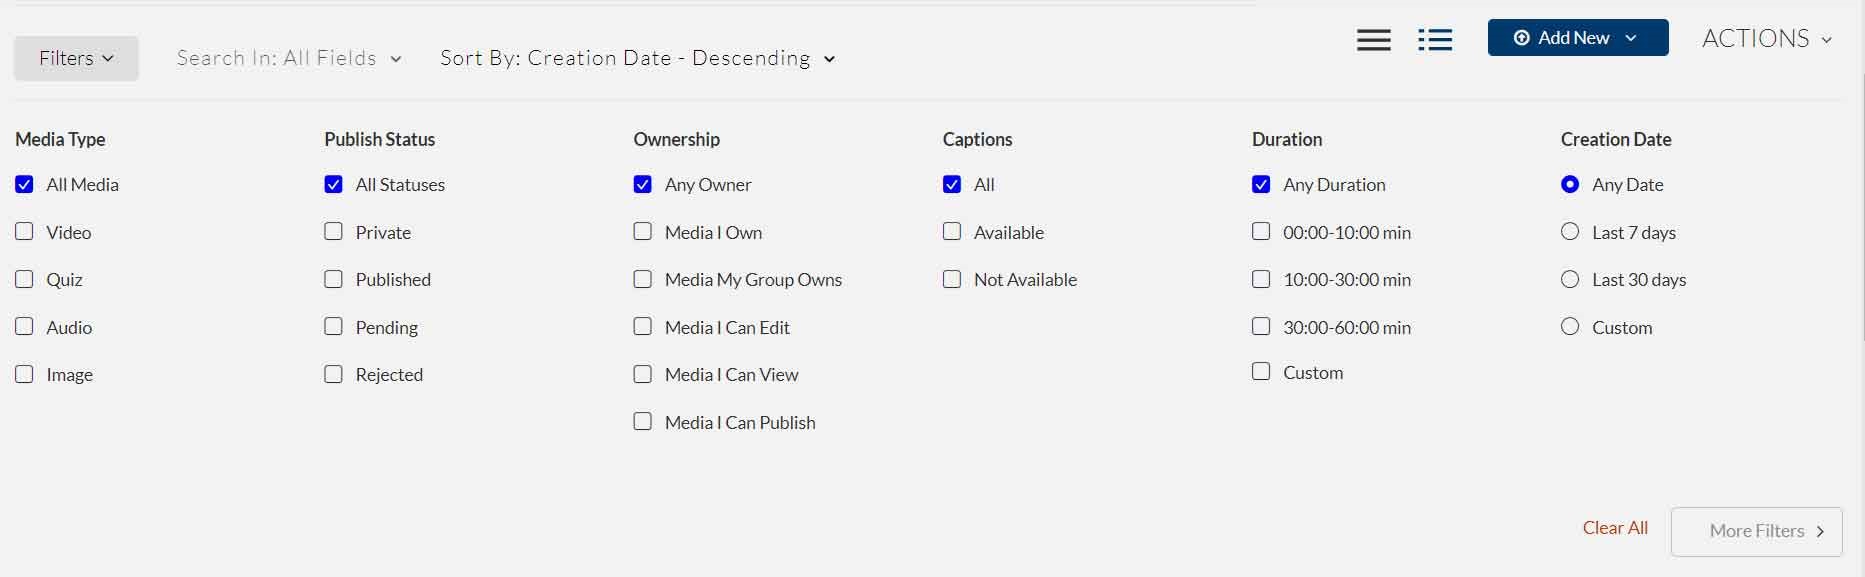 Filters
Search In: All Fields
Sort By: Creation Date - Descending
Add New
ACTIONS
Media Type
All Media
Video
Quiz
Audio
Image
Publish Status
All Statuses
Private
Published
Pending
Rejected
Ownership
Any Owner
Media I Own
Media My Group Owns
Media I Can Edit
Media I Can View
Media I Can Publish
Captions
All
Available
Not Available
Duration
Any Duration
00:00-10:00 min
10:00-30:00 min
30:00-60:00 min
Custom
Creation Date
Any Date
Last 7 days
Last 30 days
Custom
Clear All
More Filters